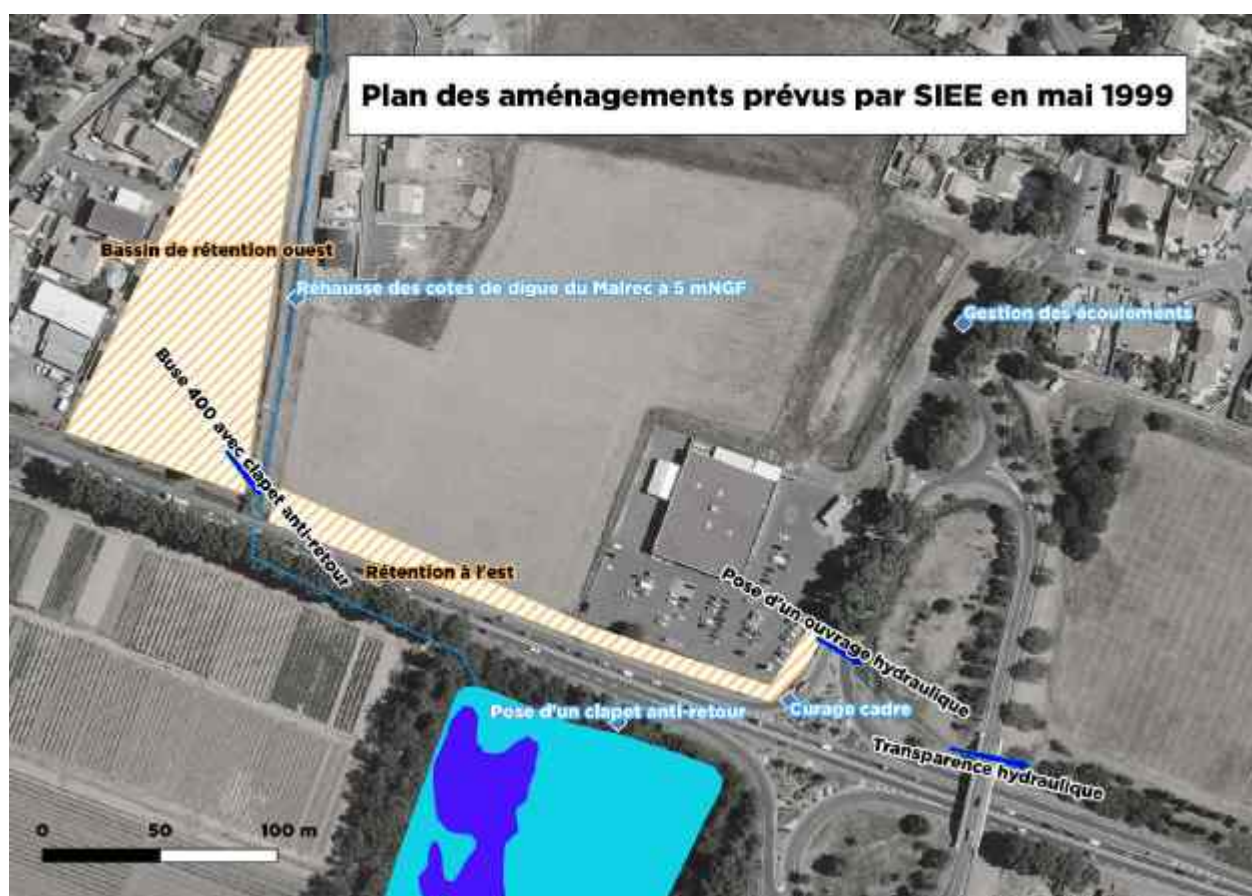 Plan des aménagements prévus par SIEE en mai 1999
Bassin de rétention ouest
Réhausse des cotes de digue du Malrec à 5 mNGF
Gestion des écoulements
Buse 400 avec clapet anti-retour
Rétention à l'est
Pose d'un ouvrage hydraulique
Pose d'un clapet anti-retour
Curage cadre
Transparence hydraulique
0 50 100 m